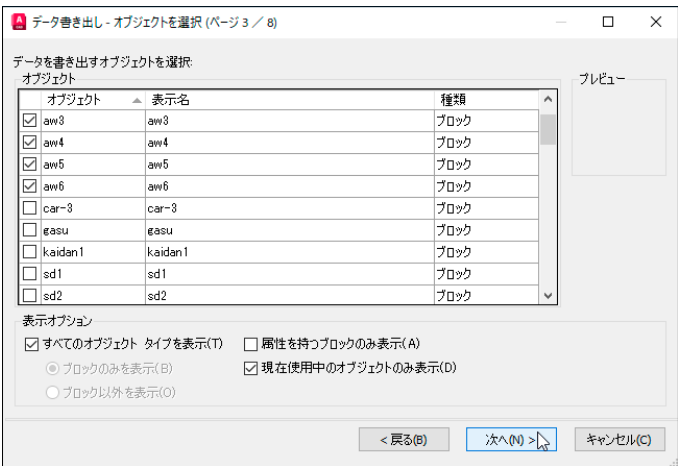 データ書き出し - オブジェクトを選択 (ページ 3 / 8)
データを書き出すオブジェクトを選択:
オブジェクト
プレビュー
オブジェクト 表示名 種類
aw3 aw3 ブロック
aw4 aw4 ブロック
aw5 aw5 ブロック
aw6 aw6 ブロック
car-3 car-3 ブロック
gasu gasu ブロック
kaidan1 kaidan1 ブロック
sd1 sd1 ブロック
sd2 sd2 ブロック
表示オプション
すべてのオブジェクト タイプを表示(T) 属性を持つブロックのみ表示(A)
ブロックのみを表示(B) 現在使用中のオブジェクトのみ表示(D)
ブロック以外を表示(O)
< 戻る(B) 次へ(N) > キャンセル(C)